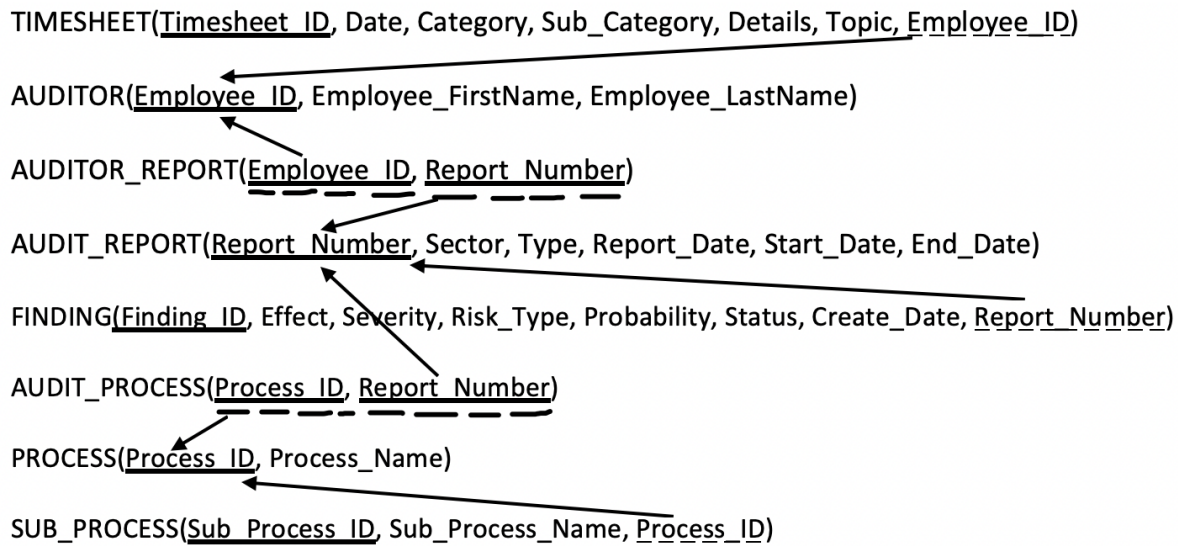 TIMESHEET(Timesheet_ID, Date, Category, Sub_Category, Details, Topic, Employee_ID)
AUDITOR(Employee_ID, Employee_FirstName, Employee_LastName)
AUDITOR_REPORT(Employee_ID, Report_Number)
AUDIT_REPORT(Report_Number, Sector, Type, Report_Date, Start_Date, End_Date)
FINDING(Finding_ID, Effect, Severity, Risk_Type, Probability, Status, Create_Date, Report_Number)
AUDIT_PROCESS(Process_ID, Report_Number)
PROCESS(Process_ID, Process_Name)
SUB_PROCESS(Sub_Process_ID, Sub_Process_Name, Process_ID)